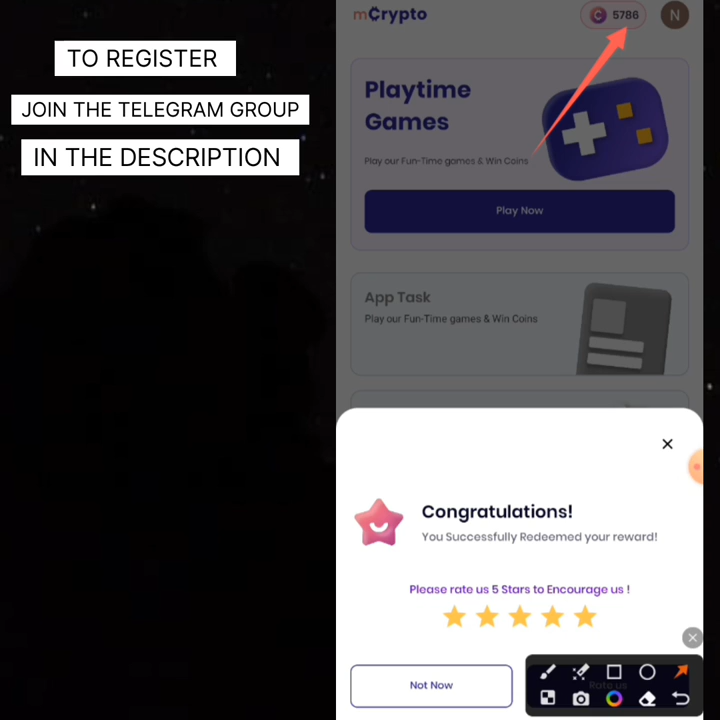 TO REGISTER
JOIN THE TELEGRAM GROUP
IN THE DESCRIPTION
mCrypto
C 5786
N
Playtime
Games
Play our Fun-Time games & Win Coins
Play Now
App Task
Play our Fun-Time games & Win Coins
Congratulations!
You Successfully Redeemed your reward!
Please rate us 5 Stars to Encourage us !
Not Now
Rate us